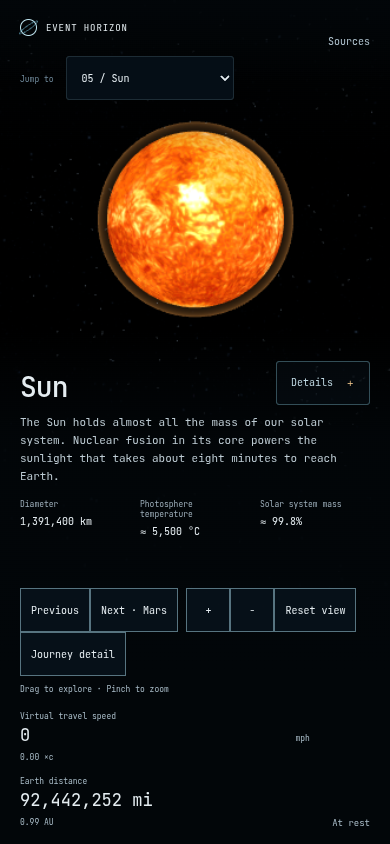 EVENT HORIZON
Sources
Jump to
05 / Sun
Sun
Details +
The Sun holds almost all the mass of our solar
system. Nuclear fusion in its core powers the
sunlight that takes about eight minutes to reach
Earth.
Diameter
1,391,400 km
Photosphere
temperature
≈ 5,500 °C
Solar system mass
≈ 99.8%
Previous
Next · Mars
+
-
Reset view
Journey detail
Drag to explore · Pinch to zoom
Virtual travel speed
0
mph
0.00 ×c
Earth distance
92,442,252 mi
0.99 AU
At rest